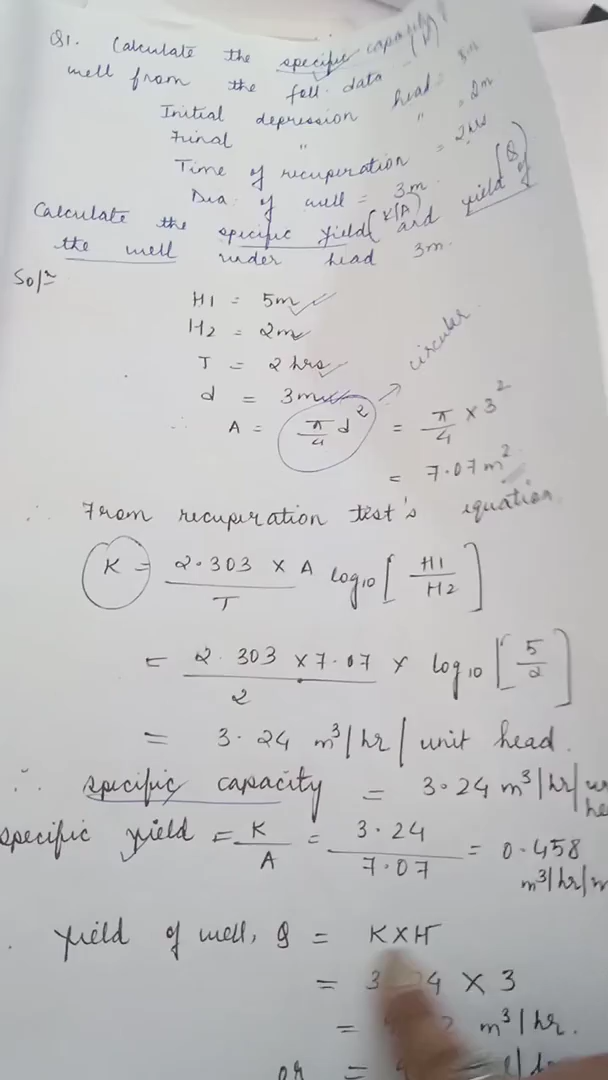 Q1. Calculate the specific capacity
well from the foll. data - (K)
Initial depression head =
Final " " = 2m
Time of recuperation = 2hrs
Dia. of well = 3m.
Calculate the specific yield (K/A) and yield (Q) of
the well under head 3m.
Solⁿ
H1 = 5m
H2 = 2m
T = 2 hrs
d = 3m
∴ A = π/4 d² = π/4 × 3²
circular
= 7.07 m²
∴ From recuperation test's equation
K = 2.303 × A / T log10 [H1/H2]
= 2.303 × 7.07 / 2 × log10 [5/2]
= 3.24 m³/hr/unit head.
∴ specific capacity = 3.24 m³/hr/
specific yield = K/A = 3.24/7.07 = 0.458
m³/hr/m
yield of well, Q = K×H
= × 3
= m³/hr.
or =